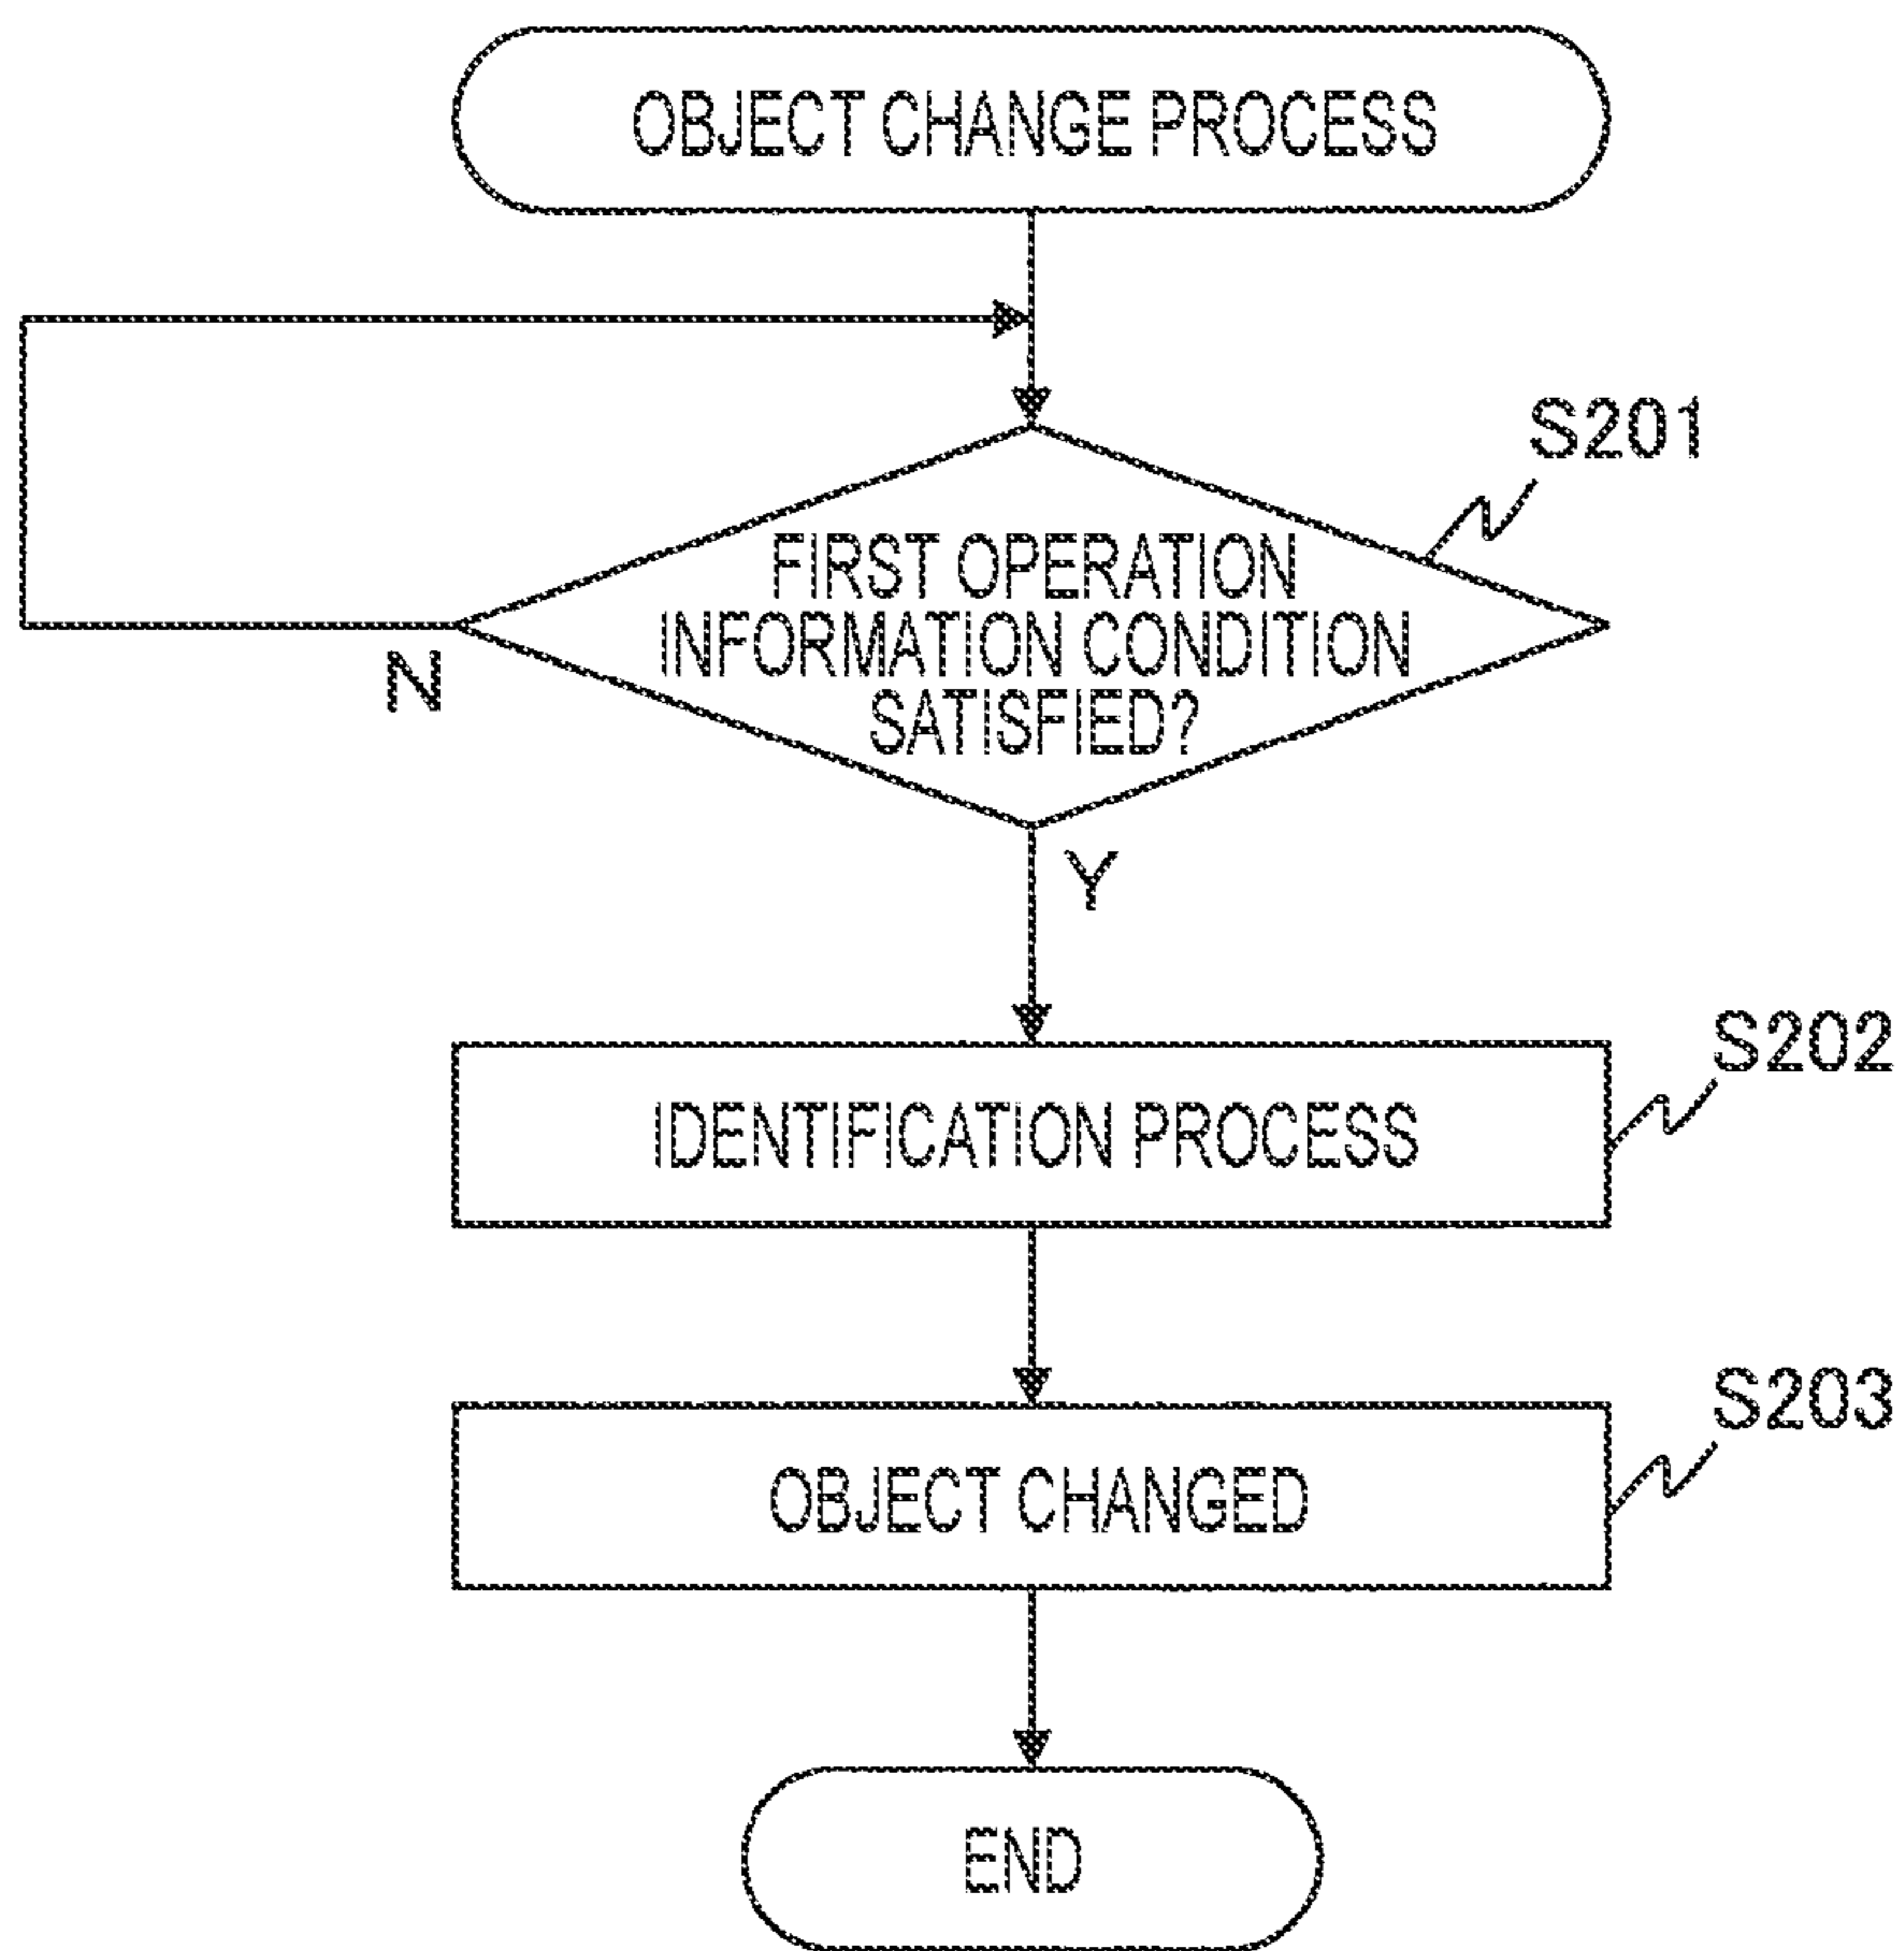 OBJECT CHANGE PROCESS
S201
FIRST OPERATION
INFORMATION CONDITION
SATISFIED?
N
Y
S202
IDENTIFICATION PROCESS
S203
OBJECT CHANGED
END